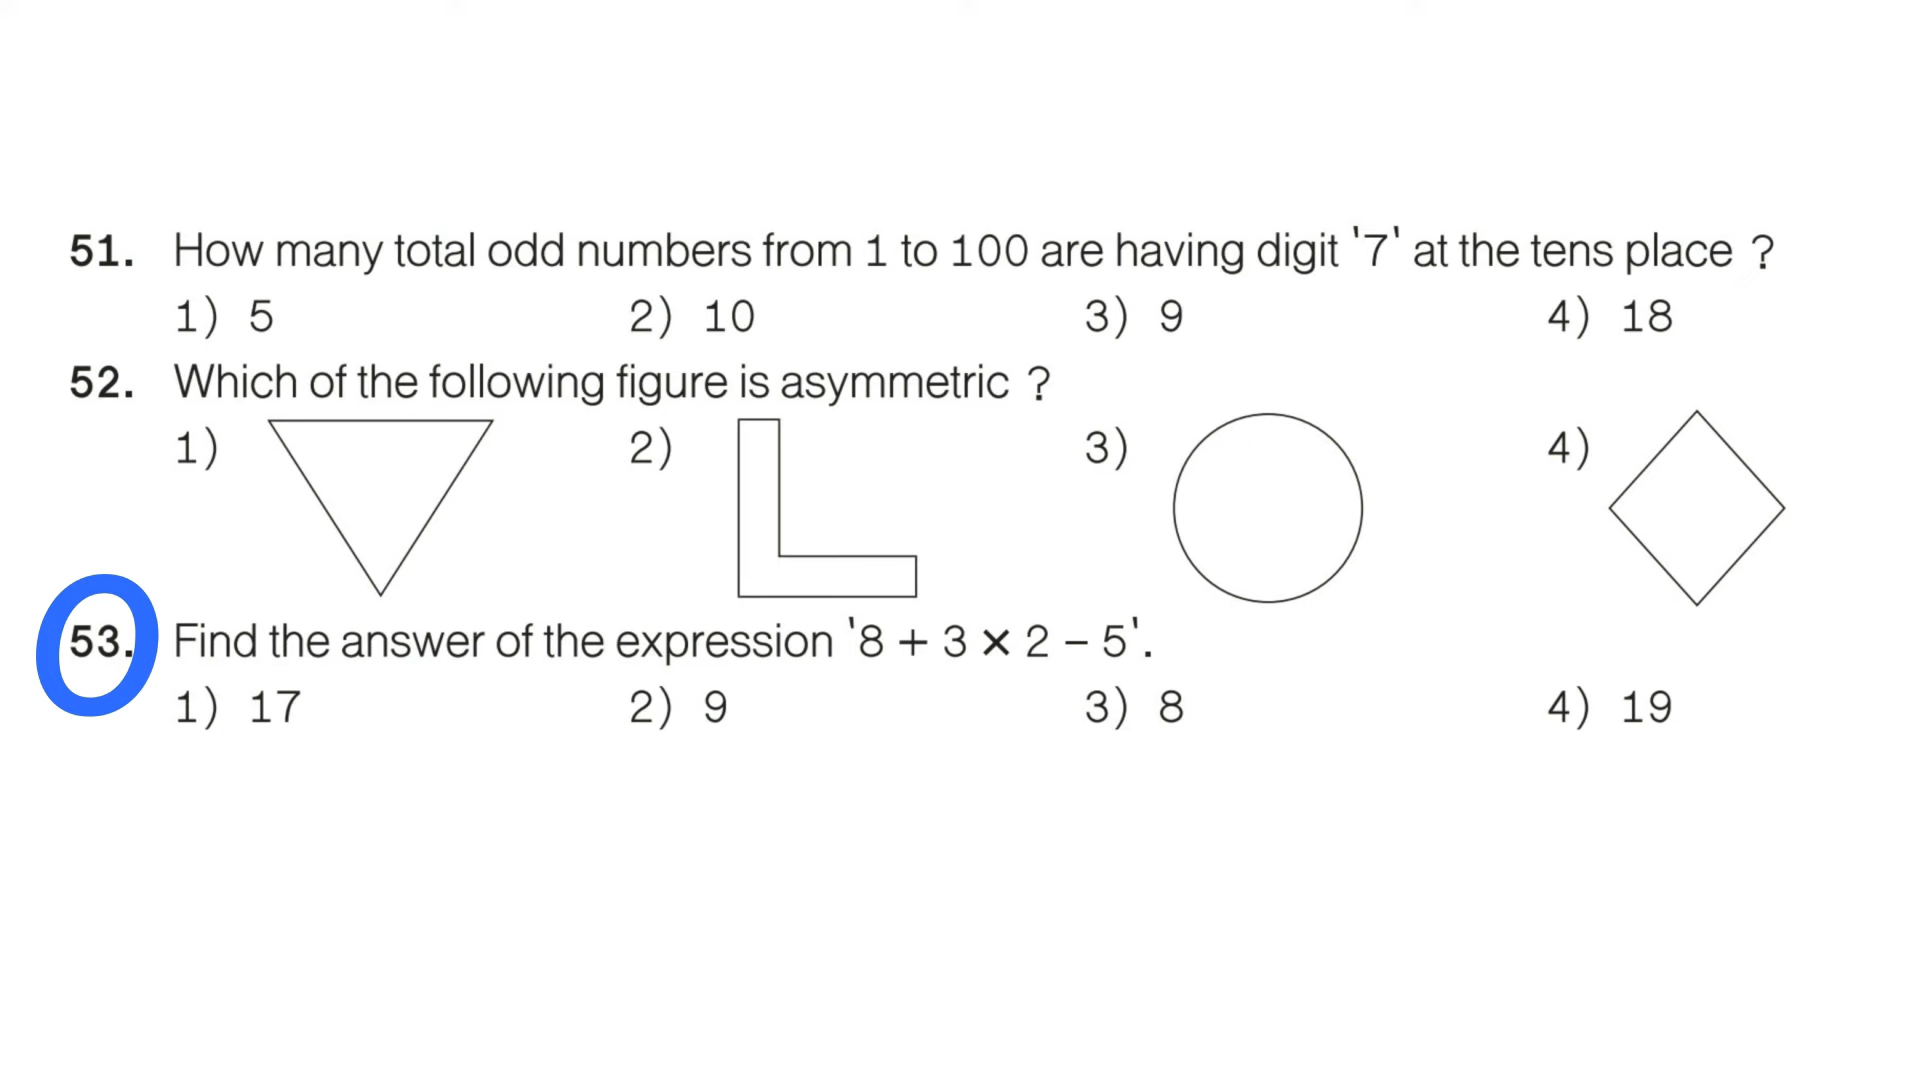 51. How many total odd numbers from 1 to 100 are having digit '7' at the tens place ?
1) 5 2) 10 3) 9 4) 18
52. Which of the following figure is asymmetric ?
1) 2) 3) 4)
53. Find the answer of the expression '8 + 3 × 2 – 5'.
1) 17 2) 9 3) 8 4) 19